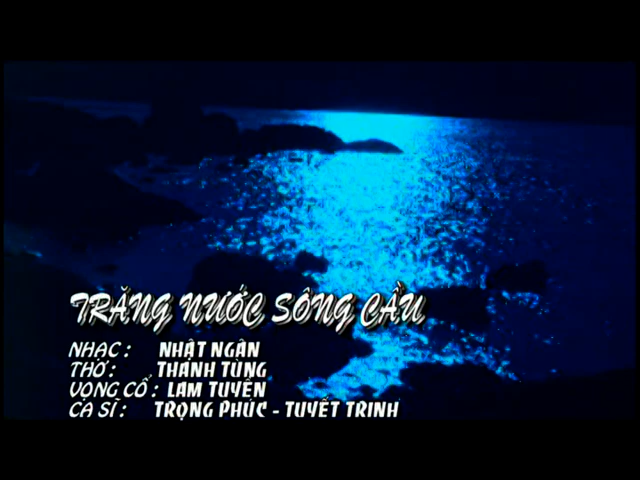 TRĂNG NƯỚC SÔNG CẦU
NHẠC : NHẬT NGÂN
THƠ : THANH TÙNG
VỌNG CỔ : LAM TUYỀN
CA SĨ : TRỌNG PHÚC - TUYẾT TRINH